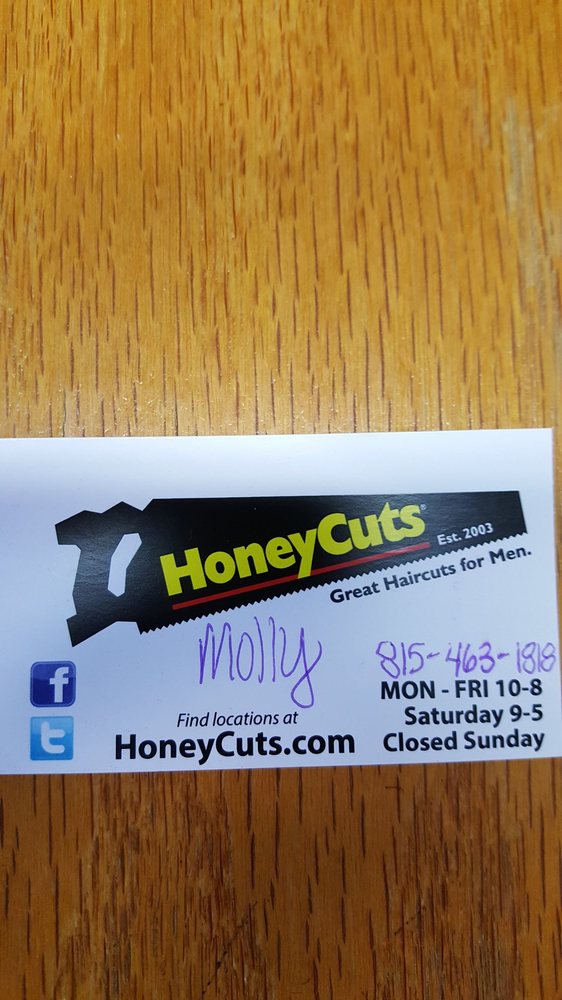 HoneyCuts®
Est. 2003
Great Haircuts for Men.
Molly
815-463-1818
MON - FRI 10-8
Saturday 9-5
Closed Sunday
Find locations at
HoneyCuts.com
f
t